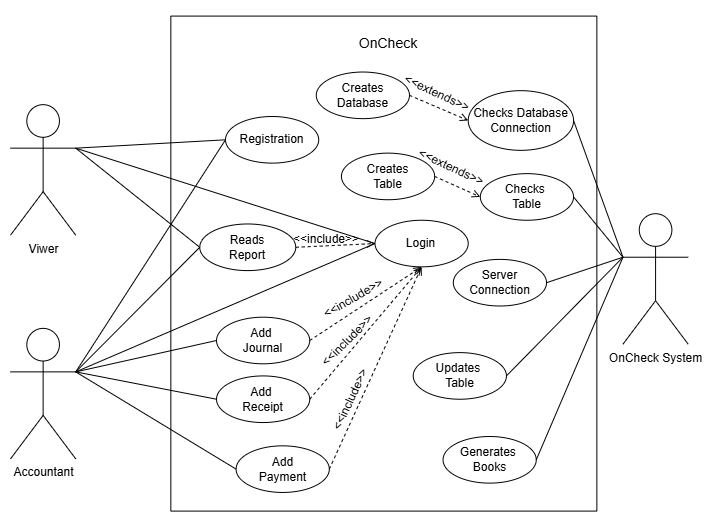 OnCheck
Creates
Database
<<extends>>
Checks Database
Connection
Registration
Creates
Table
<<extends>>
Checks
Table
Viwer
Reads
Report
<<include>>
Login
Server
Connection
<<include>>
Add
Journal
<<include>>
OnCheck System
Updates
Table
Add
Receipt
<<include>>
Accountant
Add
Payment
Generates
Books